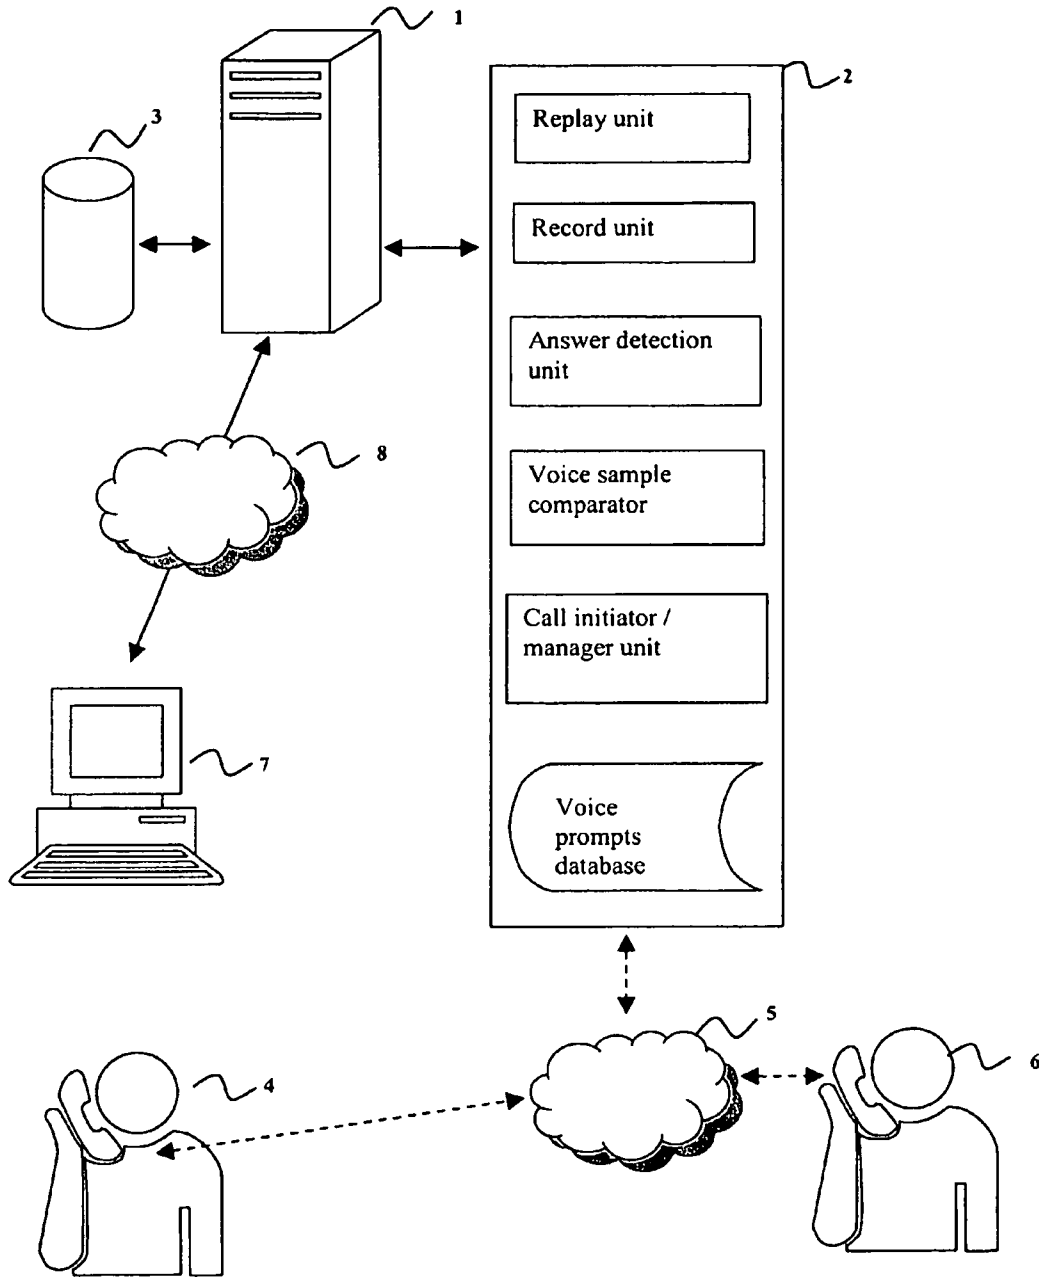 1
2
3
Replay unit
Record unit
Answer detection
unit
8
Voice sample
comparator
Call initiator /
manager unit
7
Voice
prompts
database
5
4
6